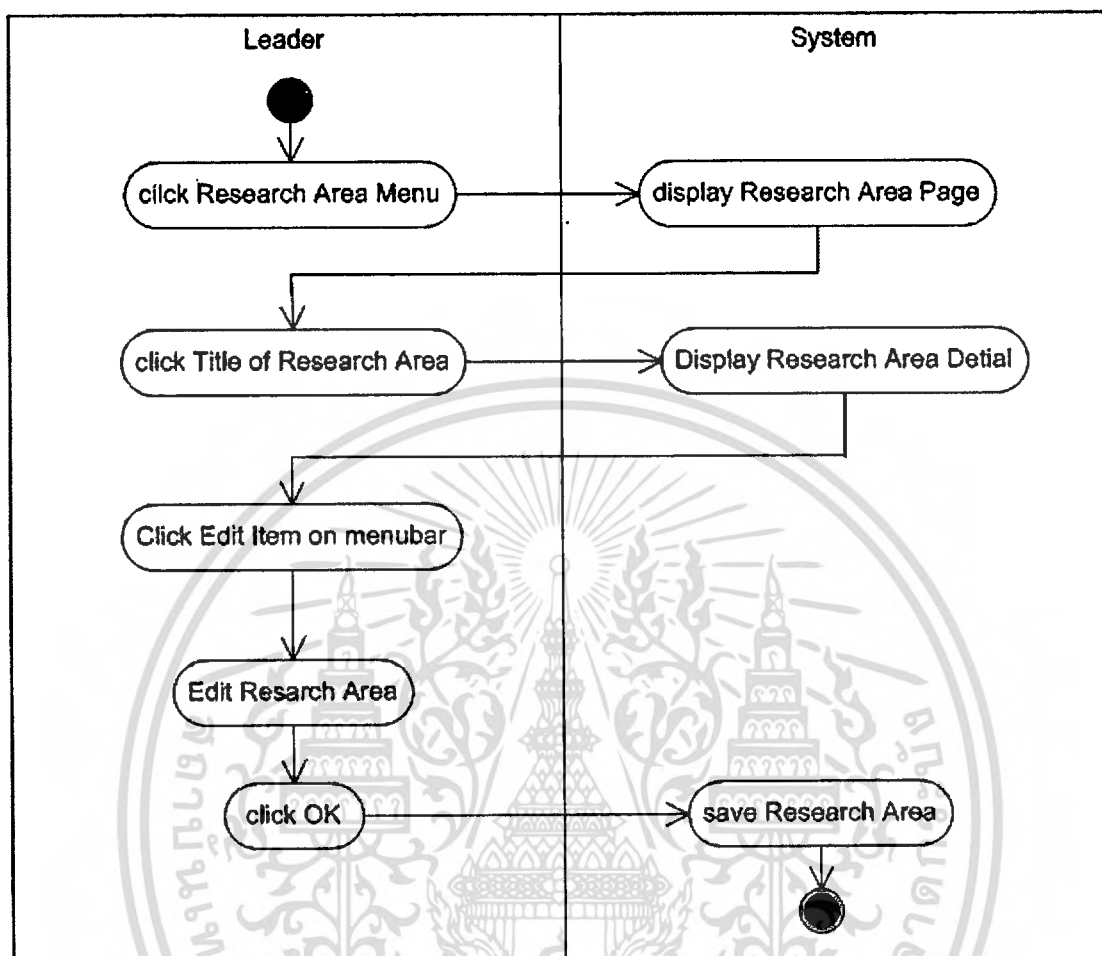 Leader
System
click Research Area Menu
display Research Area Page
click Title of Research Area
Display Research Area Detial
Click Edit Item on menubar
Edit Resarch Area
click OK
save Research Area